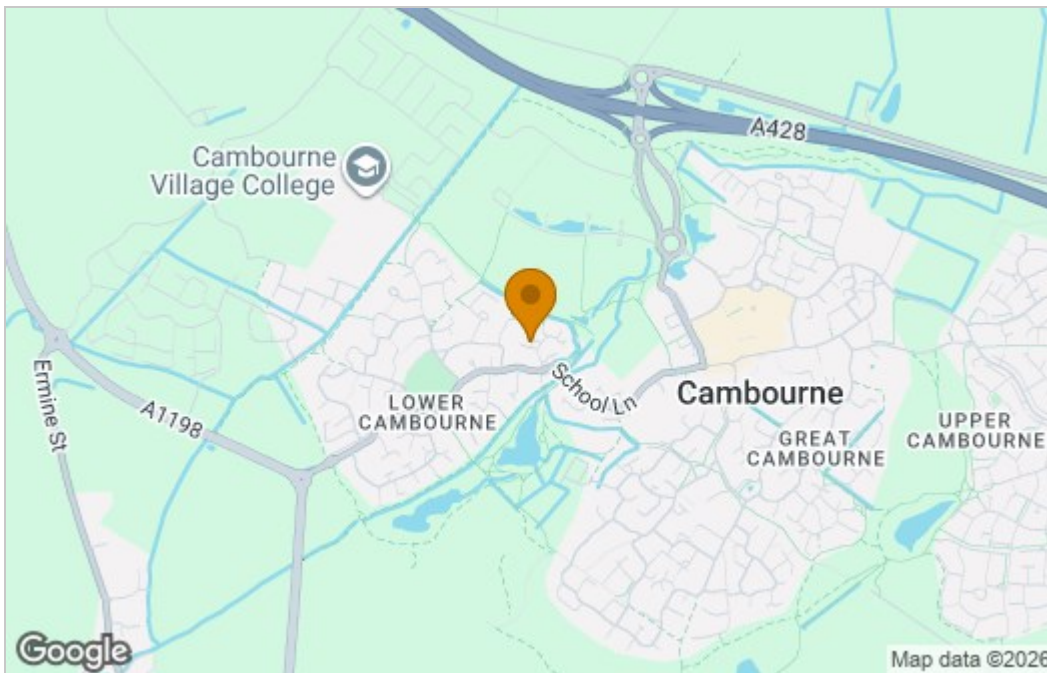 A428
Cambourne
Village College
Ermine St
A1198
LOWER
CAMBOURNE
School Ln
Cambourne
GREAT
CAMBOURNE
UPPER
CAMBOURNE
Google
Map data ©2026